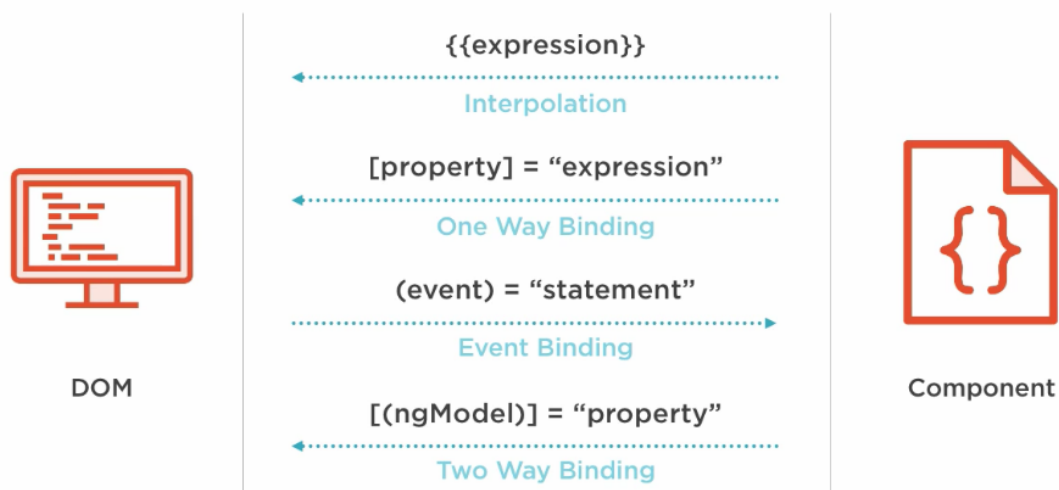 {{expression}}
Interpolation
[property] = “expression”
One Way Binding
(event) = “statement”
Event Binding
[(ngModel)] = “property”
Two Way Binding
DOM
Component